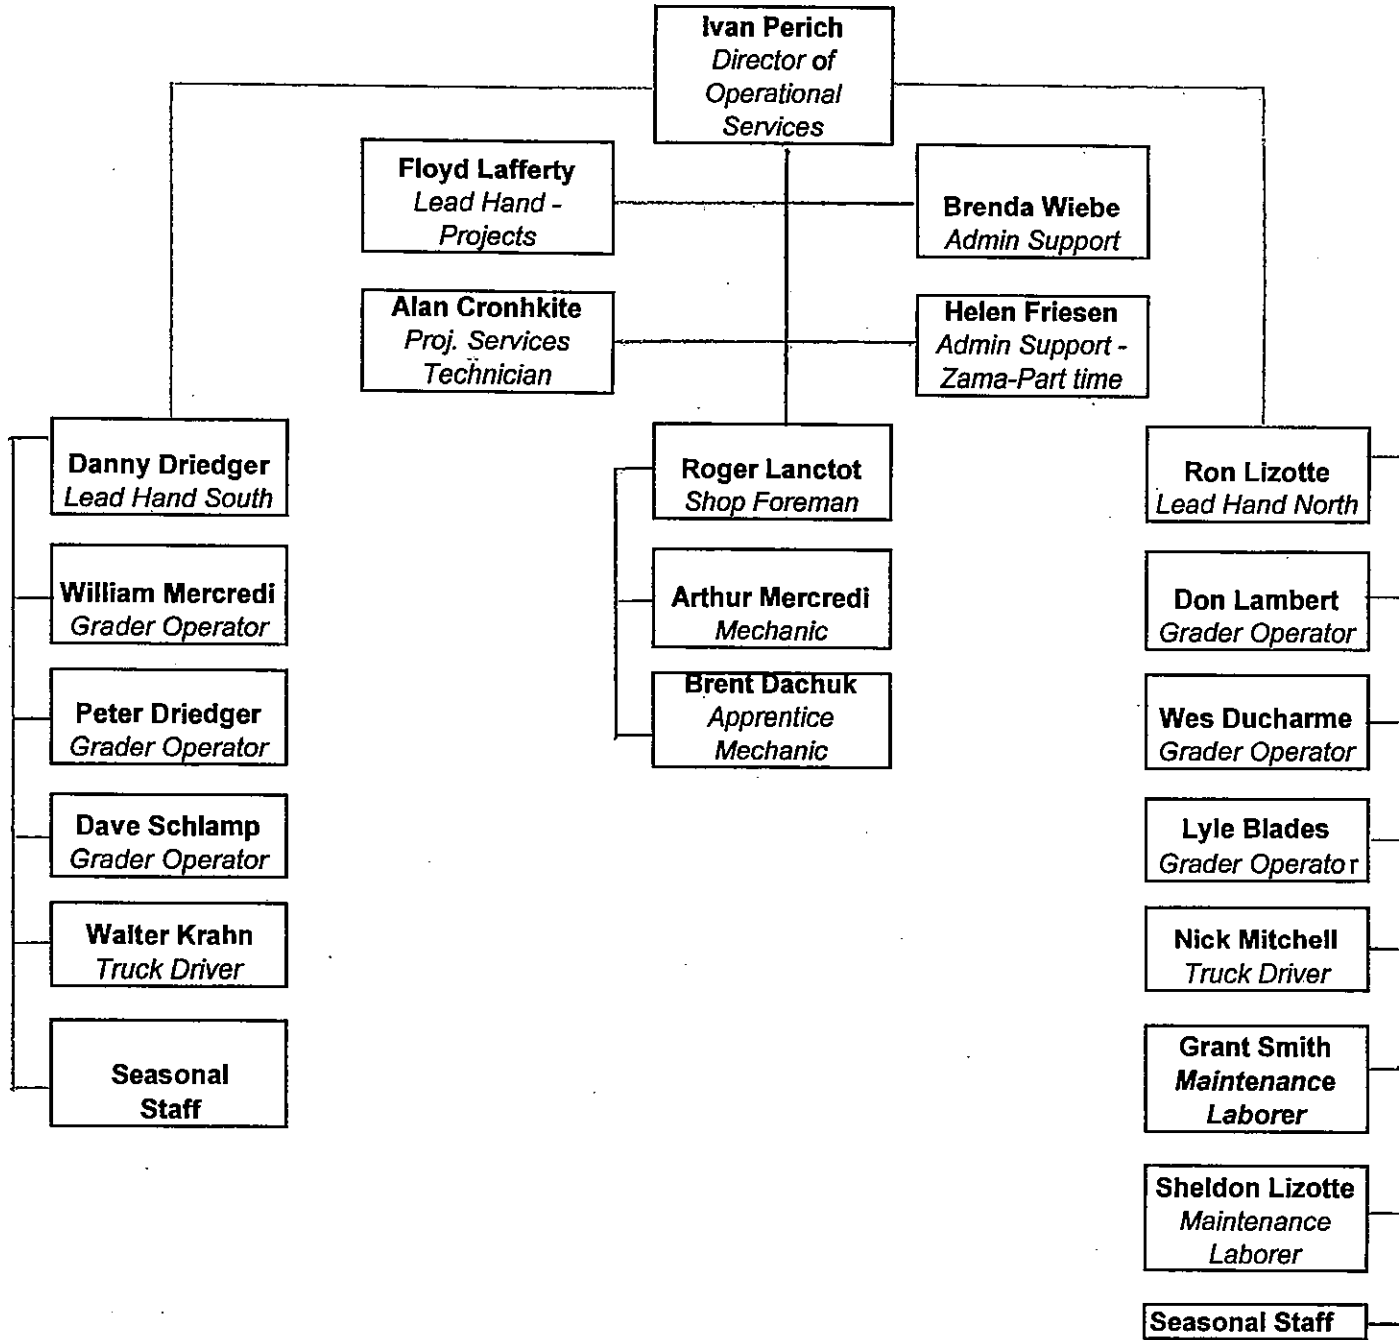 Ivan Perich
Director of
Operational
Services
Floyd Lafferty
Lead Hand -
Projects
Brenda Wiebe
Admin Support
Alan Cronhkite
Proj. Services
Technician
Helen Friesen
Admin Support -
Zama-Part time
Danny Driedger
Lead Hand South
William Mercredi
Grader Operator
Peter Driedger
Grader Operator
Dave Schlamp
Grader Operator
Walter Krahn
Truck Driver
Seasonal
Staff
Roger Lanctot
Shop Foreman
Arthur Mercredi
Mechanic
Brent Dachuk
Apprentice
Mechanic
Ron Lizotte
Lead Hand North
Don Lambert
Grader Operator
Wes Ducharme
Grader Operator
Lyle Blades
Grader Operator
Nick Mitchell
Truck Driver
Grant Smith
Maintenance
Laborer
Sheldon Lizotte
Maintenance
Laborer
Seasonal Staff